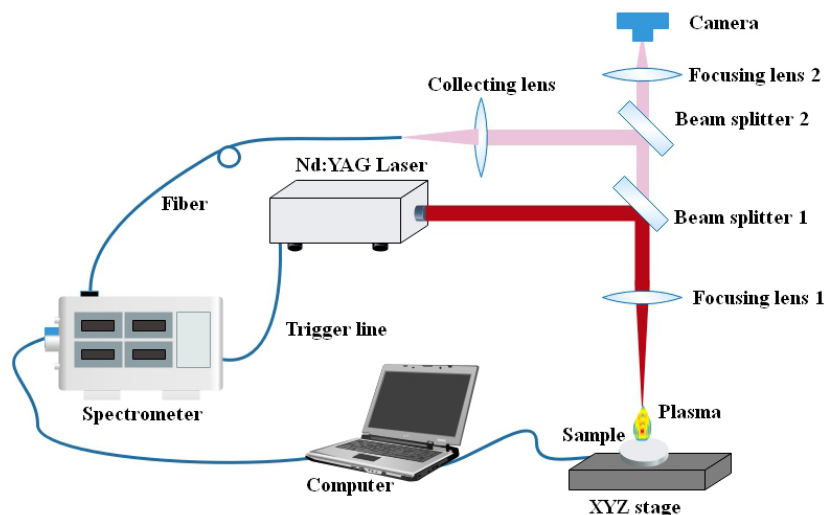 Camera
Focusing lens 2
Collecting lens
Beam splitter 2
Nd:YAG Laser
Fiber
Beam splitter 1
Focusing lens 1
Trigger line
Spectrometer
Plasma
Sample
Computer
XYZ stage